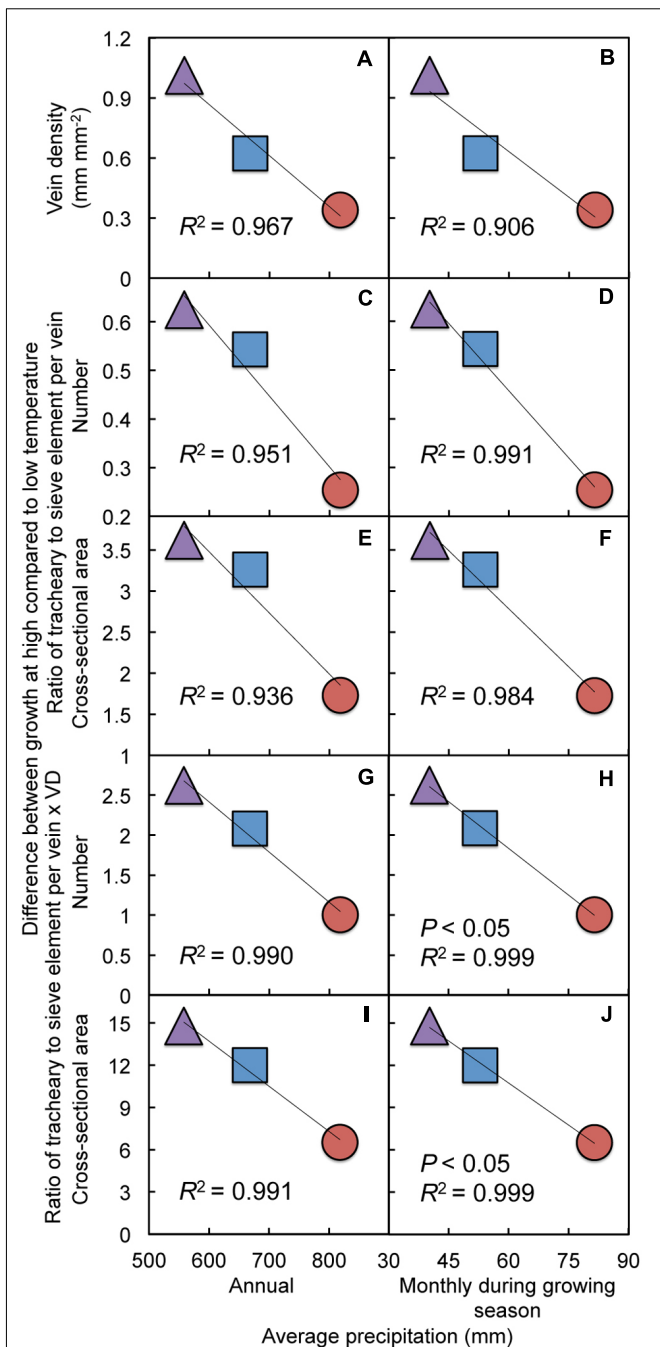 Difference between growth at high compared to low temperature
Vein density
(mm mm-2)
1.2
0.9
0.6
0.3
0
A
R2 = 0.967
B
R2 = 0.906
Ratio of tracheary to sieve element per vein
Number
0.6
0.5
0.4
0.3
0.2
C
R2 = 0.951
D
R2 = 0.991
Cross-sectional area
3.5
3
2.5
2
1.5
1
E
R2 = 0.936
F
R2 = 0.984
Ratio of tracheary to sieve element per vein x VD
Number
2.5
2
1.5
1
0.5
0
G
R2 = 0.990
H
P < 0.05
R2 = 0.999
Cross-sectional area
15
12
9
6
3
0
I
R2 = 0.991
J
P < 0.05
R2 = 0.999
500 600 700 800 30 45 60 75 90
Annual
Monthly during growing
season
Average precipitation (mm)